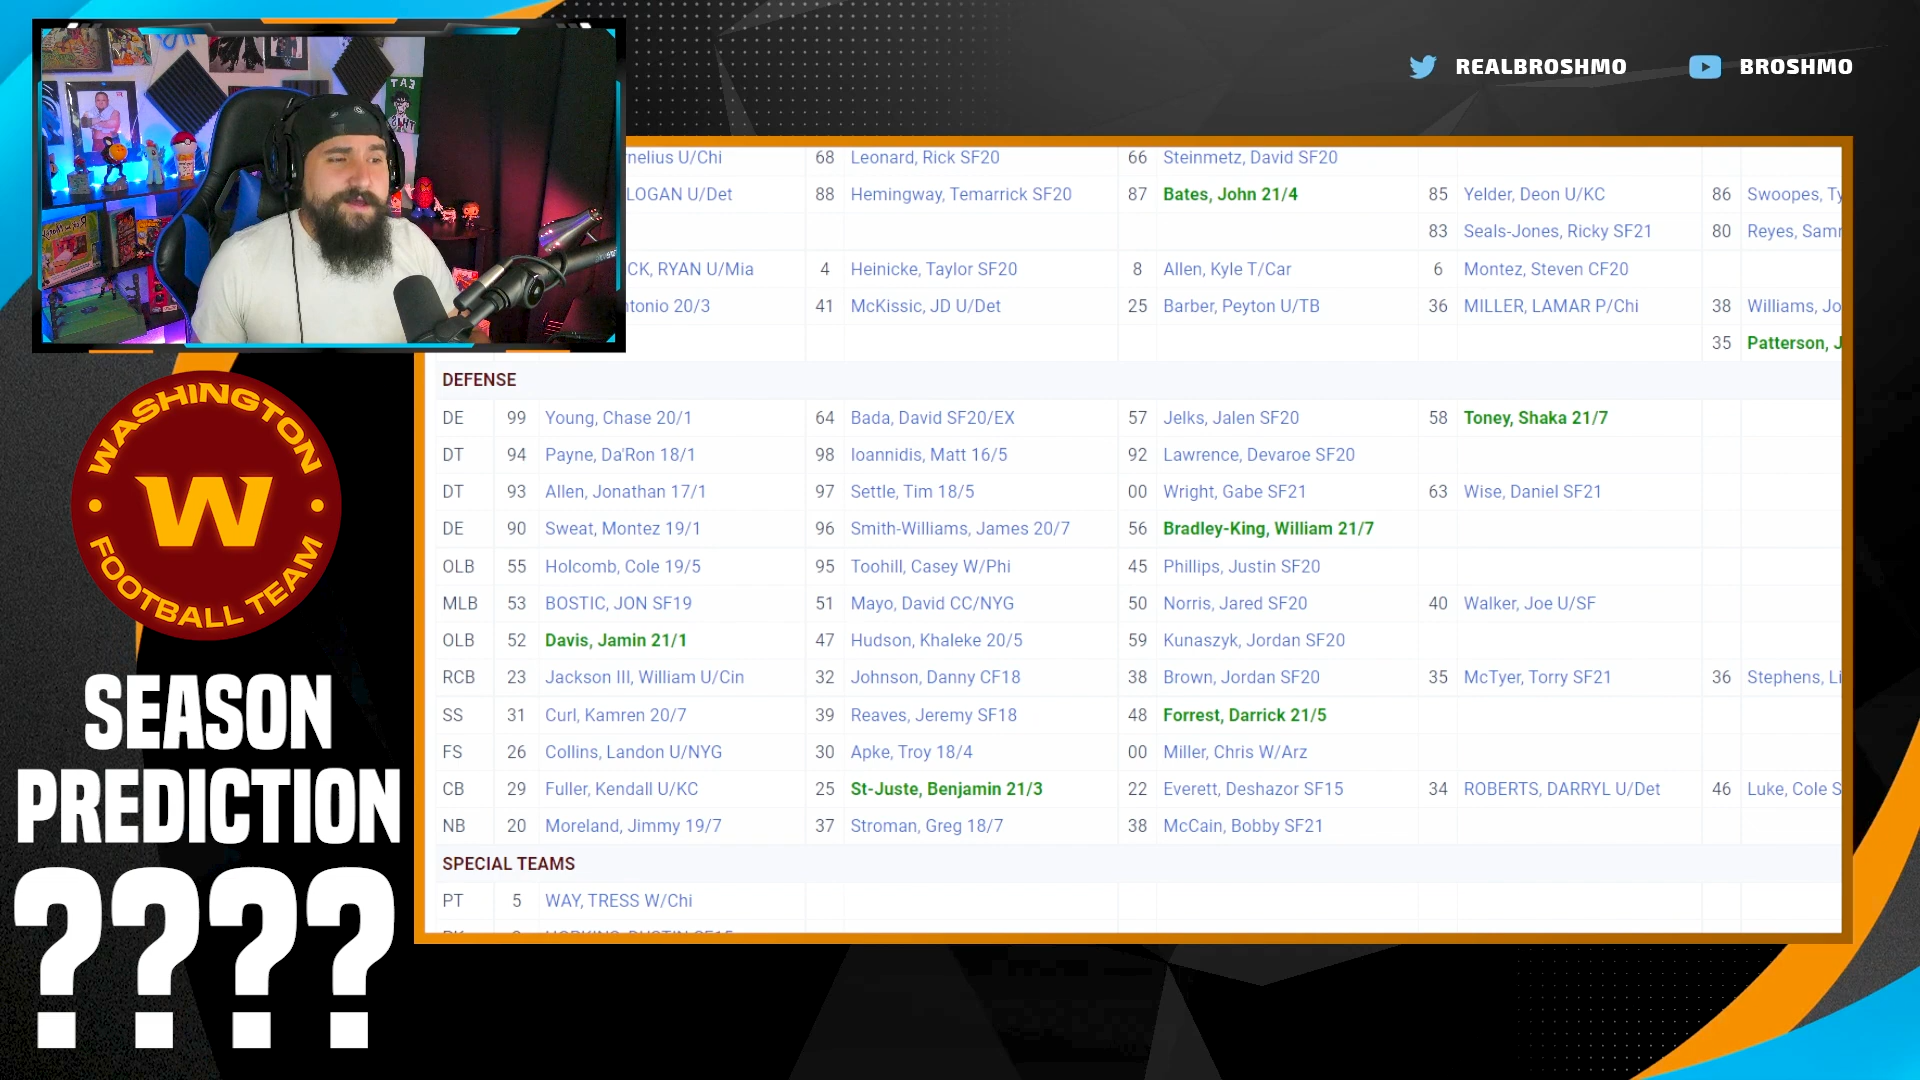 REALBROSHMO BROSHMO
rnelius U/Chi 68 Leonard, Rick SF20 66 Steinmetz, David SF20
LOGAN U/Det 88 Hemingway, Temarrick SF20 87 Bates, John 21/4 85 Yelder, Deon U/KC 86 Swoopes, Ty
83 Seals-Jones, Ricky SF21 80 Reyes, Samm
CK, RYAN U/Mia 4 Heinicke, Taylor SF20 8 Allen, Kyle T/Car 6 Montez, Steven CF20
ntonio 20/3 41 McKissic, JD U/Det 25 Barber, Peyton U/TB 36 MILLER, LAMAR P/Chi 38 Williams, Jo
35 Patterson, J
DEFENSE
DE 99 Young, Chase 20/1 64 Bada, David SF20/EX 57 Jelks, Jalen SF20 58 Toney, Shaka 21/7
DT 94 Payne, Da'Ron 18/1 98 Ioannidis, Matt 16/5 92 Lawrence, Devaroe SF20
DT 93 Allen, Jonathan 17/1 97 Settle, Tim 18/5 00 Wright, Gabe SF21 63 Wise, Daniel SF21
DE 90 Sweat, Montez 19/1 96 Smith-Williams, James 20/7 56 Bradley-King, William 21/7
OLB 55 Holcomb, Cole 19/5 95 Toohill, Casey W/Phi 45 Phillips, Justin SF20
MLB 53 BOSTIC, JON SF19 51 Mayo, David CC/NYG 50 Norris, Jared SF20 40 Walker, Joe U/SF
OLB 52 Davis, Jamin 21/1 47 Hudson, Khaleke 20/5 59 Kunaszyk, Jordan SF20
RCB 23 Jackson III, William U/Cin 32 Johnson, Danny CF18 38 Brown, Jordan SF20 35 McTyer, Torry SF21 36 Stephens, Li
SS 31 Curl, Kamren 20/7 39 Reaves, Jeremy SF18 48 Forrest, Darrick 21/5
FS 26 Collins, Landon U/NYG 30 Apke, Troy 18/4 00 Miller, Chris W/Arz
CB 29 Fuller, Kendall U/KC 25 St-Juste, Benjamin 21/3 22 Everett, Deshazor SF15 34 ROBERTS, DARRYL U/Det 46 Luke, Cole S
NB 20 Moreland, Jimmy 19/7 37 Stroman, Greg 18/7 38 McCain, Bobby SF21
SPECIAL TEAMS
PT 5 WAY, TRESS W/Chi
WASHINGTON
W
FOOTBALL TEAM
SEASON
PREDICTION
????